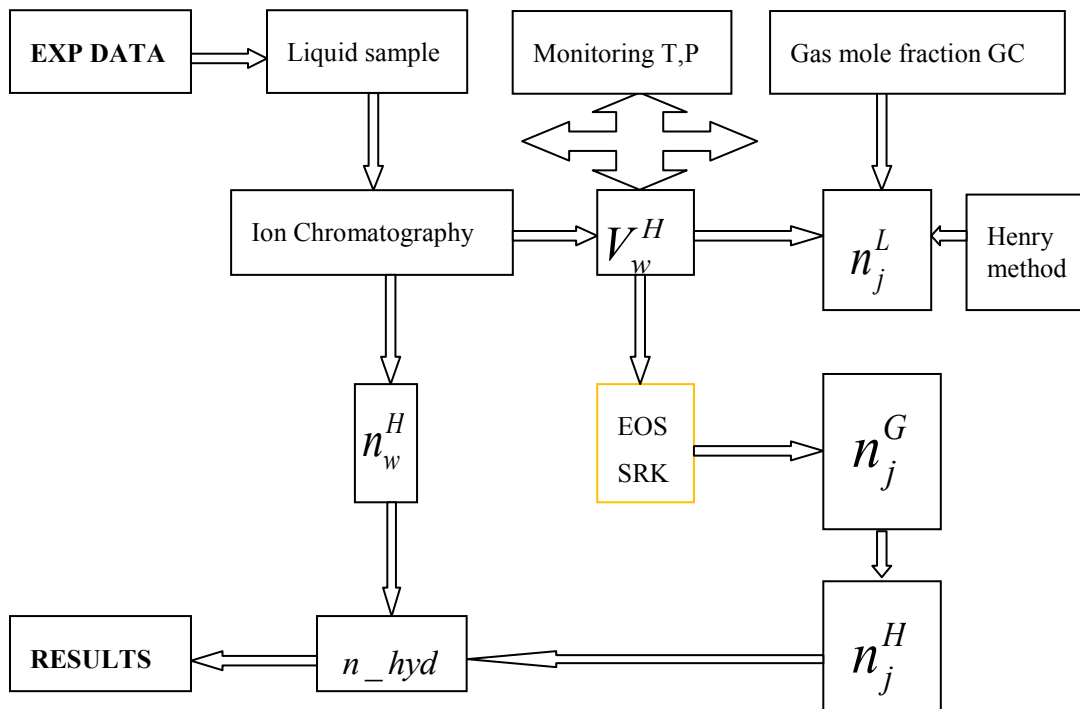 EXP DATA
Liquid sample
Monitoring T,P
Gas mole fraction GC
Ion Chromatography
V_w^H
n_j^L
Henry
method
n_w^H
EOS
SRK
n_j^G
RESULTS
n_hyd
n_j^H